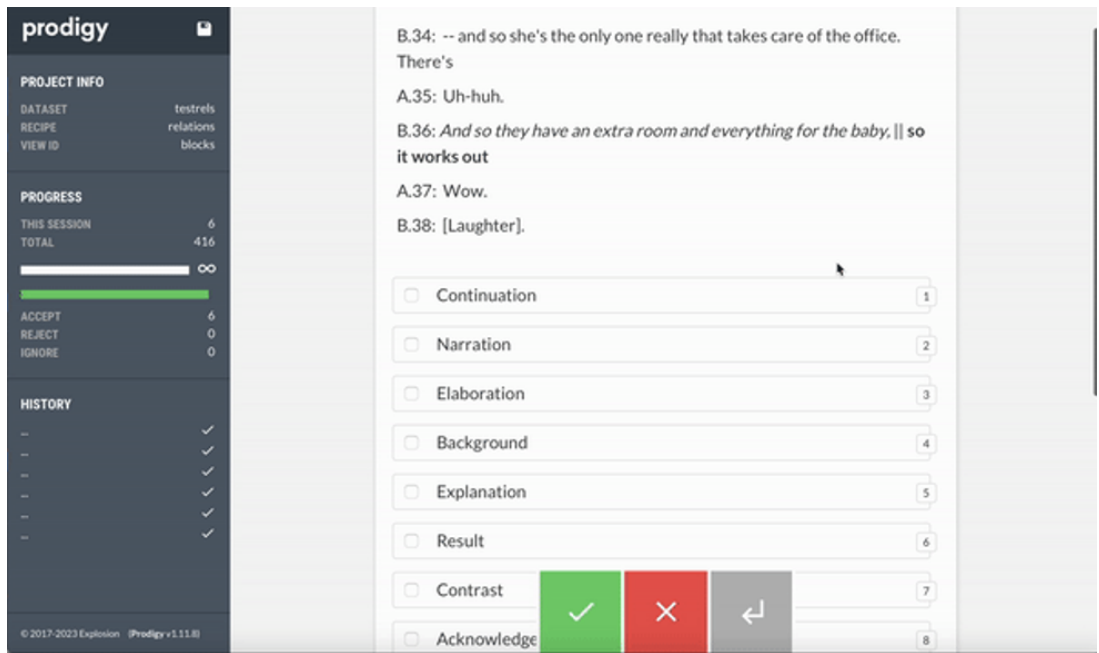 prodigy
PROJECT INFO
DATASET testrels
RECIPE relations
VIEW ID blocks
PROGRESS
THIS SESSION 6
TOTAL 416
∞
ACCEPT 6
REJECT 0
IGNORE 0
HISTORY
...
...
...
...
...
...
© 2017-2023 Explosion (Prodigy v1.11.8)
B.34: -- and so she's the only one really that takes care of the office.
There's
A.35: Uh-huh.
B.36: And so they have an extra room and everything for the baby, || so
it works out
A.37: Wow.
B.38: [Laughter].
Continuation 1
Narration 2
Elaboration 3
Background 4
Explanation 5
Result 6
Contrast 7
Acknowledge 8